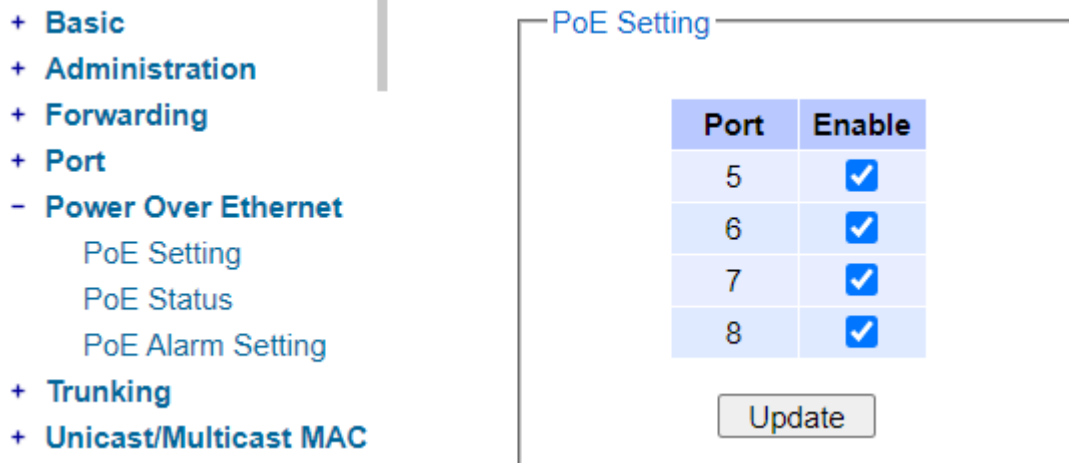 + Basic
+ Administration
+ Forwarding
+ Port
- Power Over Ethernet
PoE Setting
PoE Status
PoE Alarm Setting
+ Trunking
+ Unicast/Multicast MAC
PoE Setting
Port Enable
5
6
7
8
Update